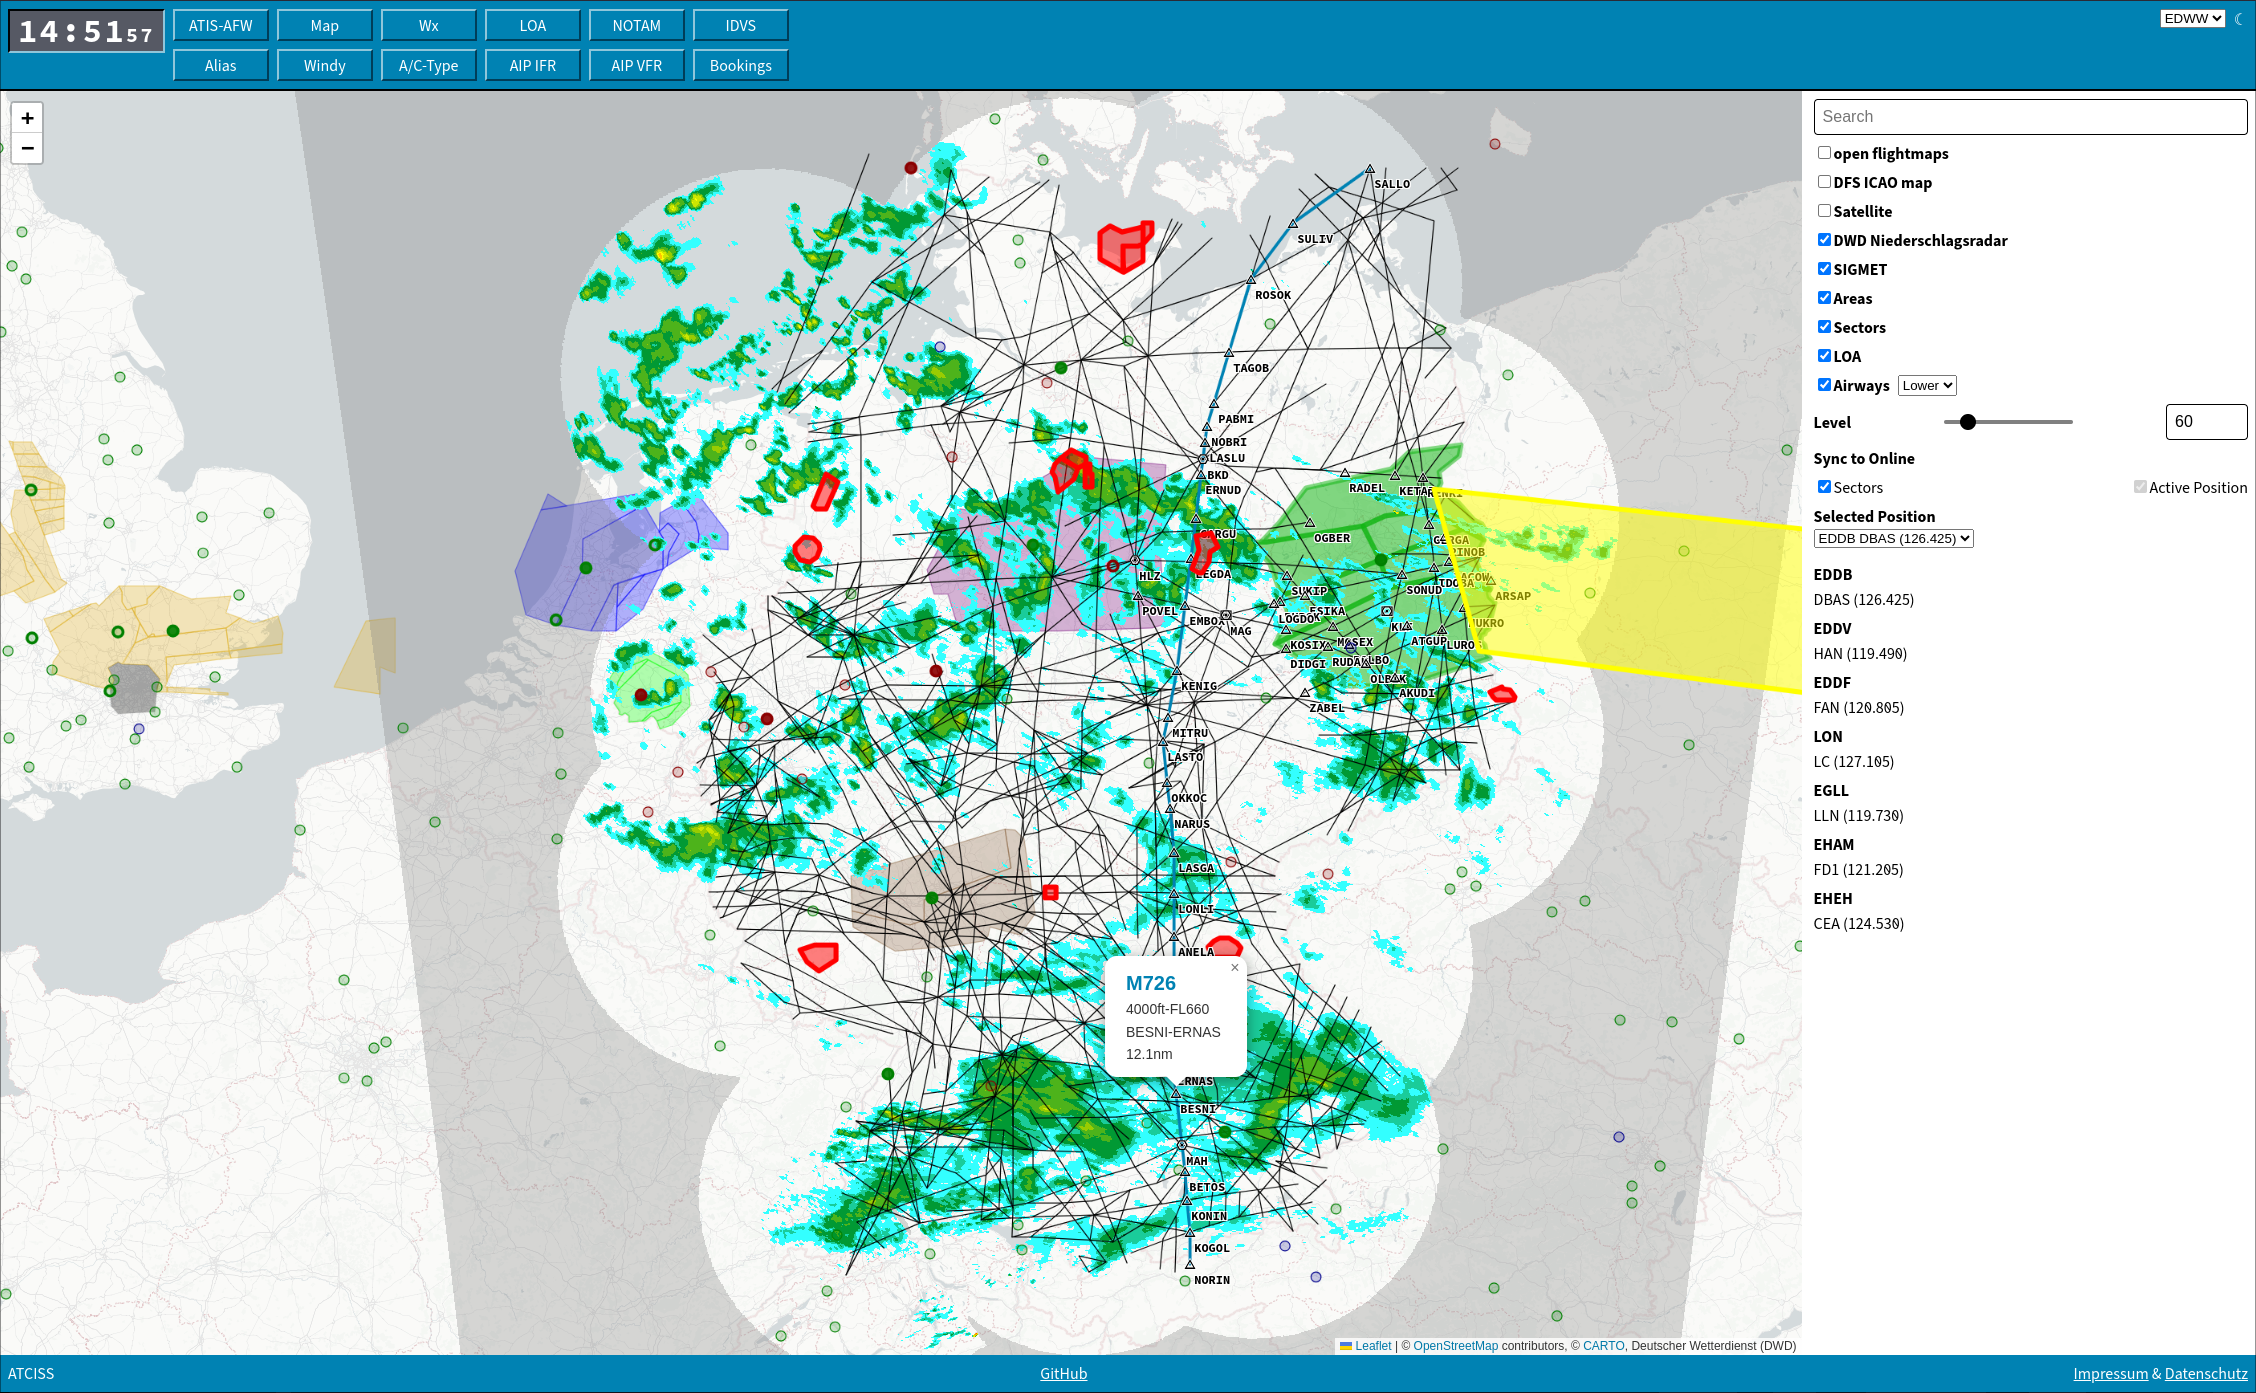 14:51 57
ATIS-AFW Map Wx LOA NOTAM IDVS
Alias Windy A/C-Type AIP IFR AIP VFR Bookings
EDWW
+
−
Search
open flightmaps
DFS ICAO map
Satellite
DWD Niederschlagsradar
SIGMET
Areas
Sectors
LOA
Airways Lower
Level 60
Sync to Online
Sectors Active Position
Selected Position
EDDB DBAS (126.425)
EDDB
DBAS (126.425)
EDDV
HAN (119.490)
EDDF
FAN (120.805)
LON
LC (127.105)
EGLL
LLN (119.730)
EHAM
FD1 (121.205)
EHEH
CEA (124.530)
SALLO
SULIV
ROSOK
TAGOB
PABMI
NOBRI
LASLU
BKD
ERNUD
RADEL
OGBER
HLZ
POVEL
EMBOX
MAG
SUKIP
ESIKA
LOGDO
SONUD
ARSAP
KOSIX
ATGUP
LURO
DIDGI
AKUDI
ZABEL
KENIG
MITRU
LASTO
OKKOC
NARUS
LASGA
LONLI
ANELA
M726
×
4000ft-FL660
BESNI-ERNAS
12.1nm
ERNAS
BESNI
MAH
BETOS
KONIN
KOGOL
NORIN
Leaflet | © OpenStreetMap contributors, © CARTO, Deutscher Wetterdienst (DWD)
ATCISS GitHub Impressum & Datenschutz